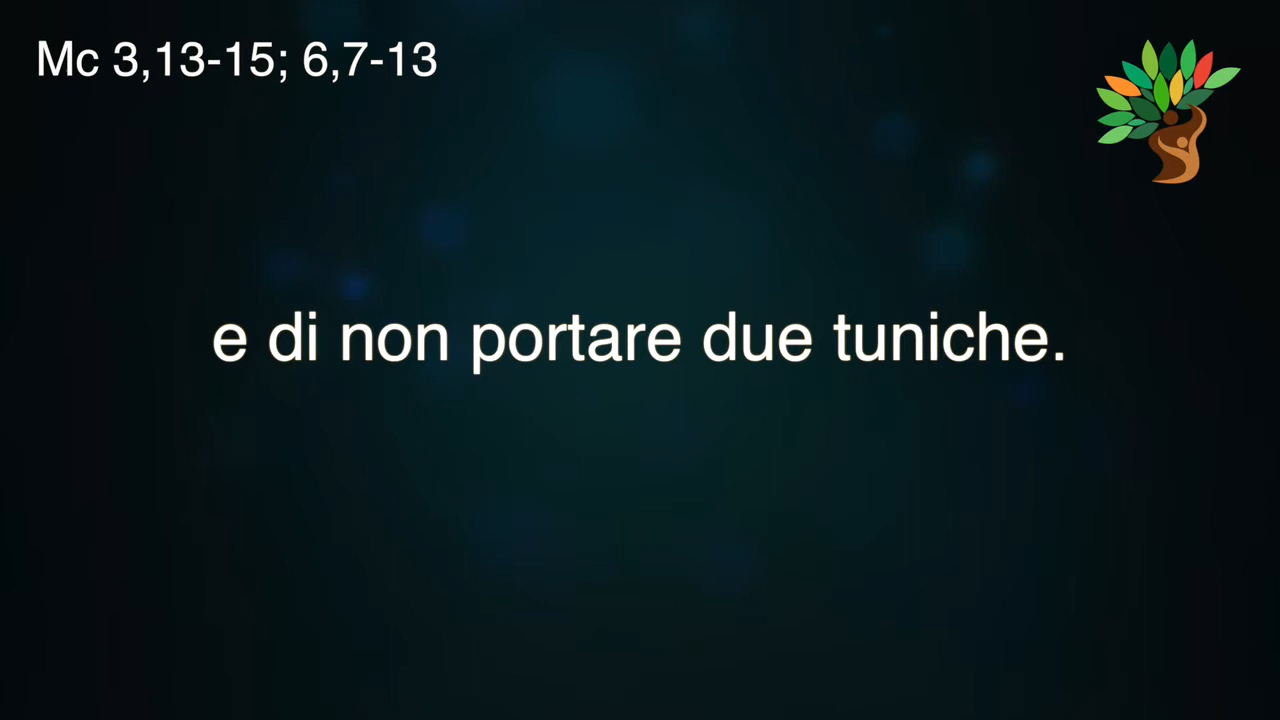 Mc 3,13-15; 6,7-13
e di non portare due tuniche.